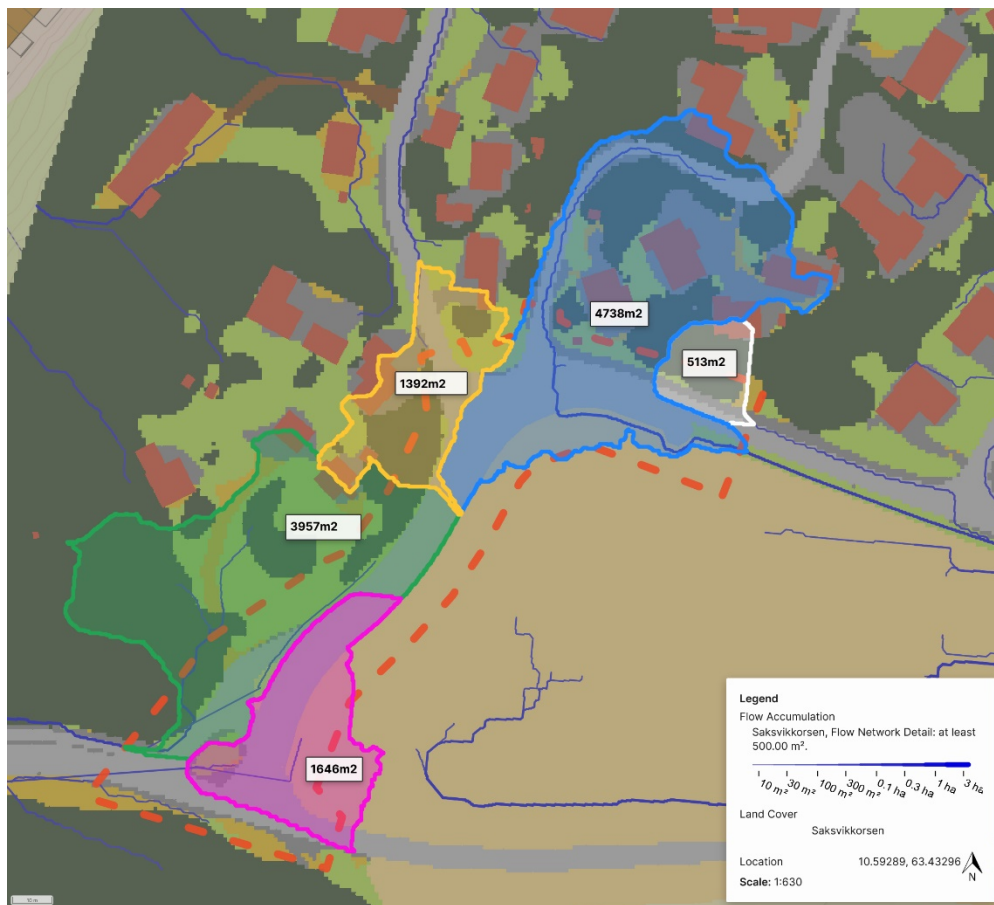 4738m2
513m2
1392m2
3957m2
1646m2
Legend
Flow Accumulation
Saksvikkorsen, Flow Network Detail: at least
500.00 m².
10 m² 30 m² 100 m² 300 m² 0.1 ha 0.3 ha 1 ha 3 ha
Land Cover
Saksvikkorsen
Location 10.59289, 63.43296
N
Scale: 1:630
10 m